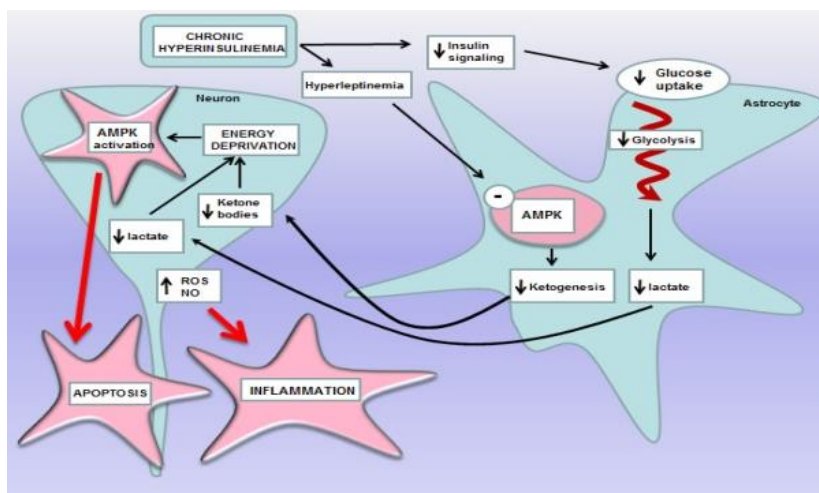 CHRONIC
HYPERINSULINEMIA
↓ Insulin
signaling
Hyperleptinemia
↓ Glucose
uptake
Neuron
Astrocyte
AMPK
activation
ENERGY
DEPRIVATION
↓ Glycolysis
↓ Ketone
bodies
-
AMPK
↓ lactate
↑ ROS
NO
↓ Ketogenesis
↓ lactate
APOPTOSIS
INFLAMMATION